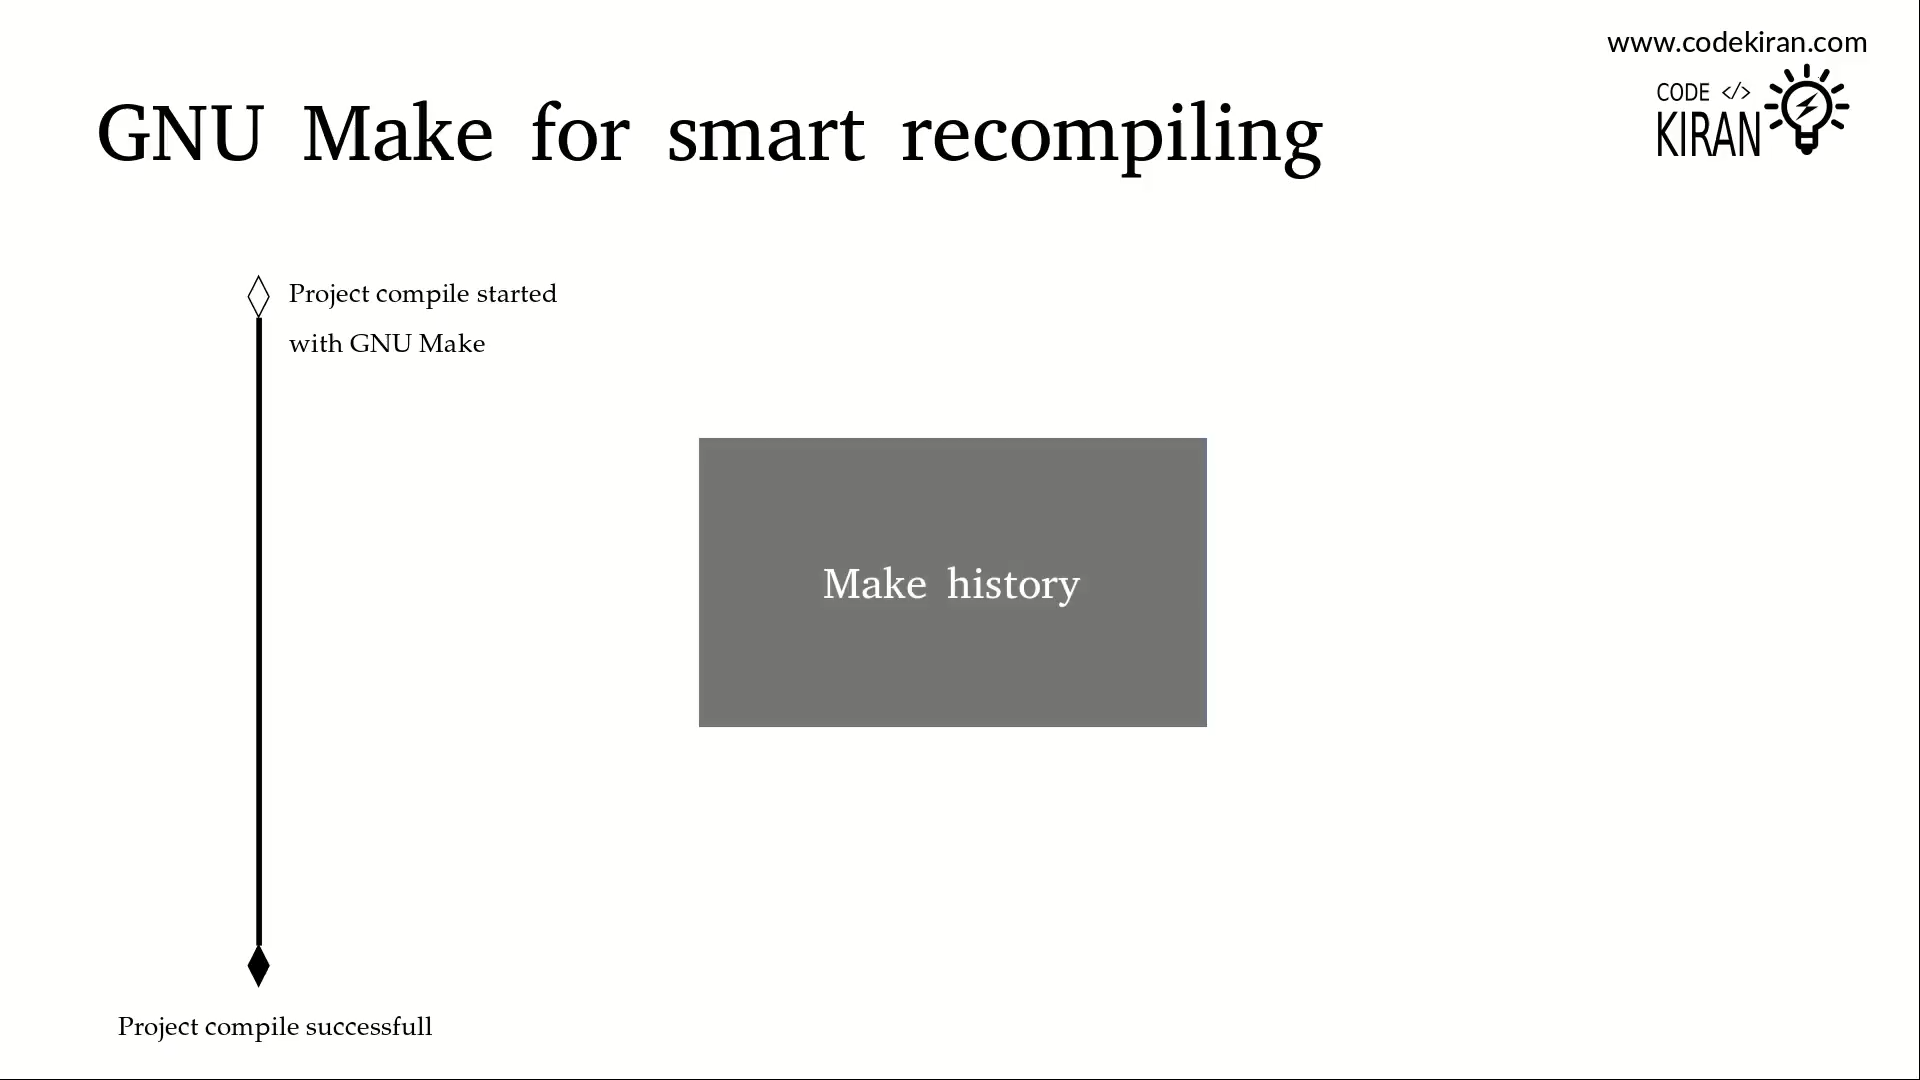 www.codekiran.com
CODE </>
KIRAN
GNU Make for smart recompiling
Project compile started
with GNU Make
Make history
Project compile successfull